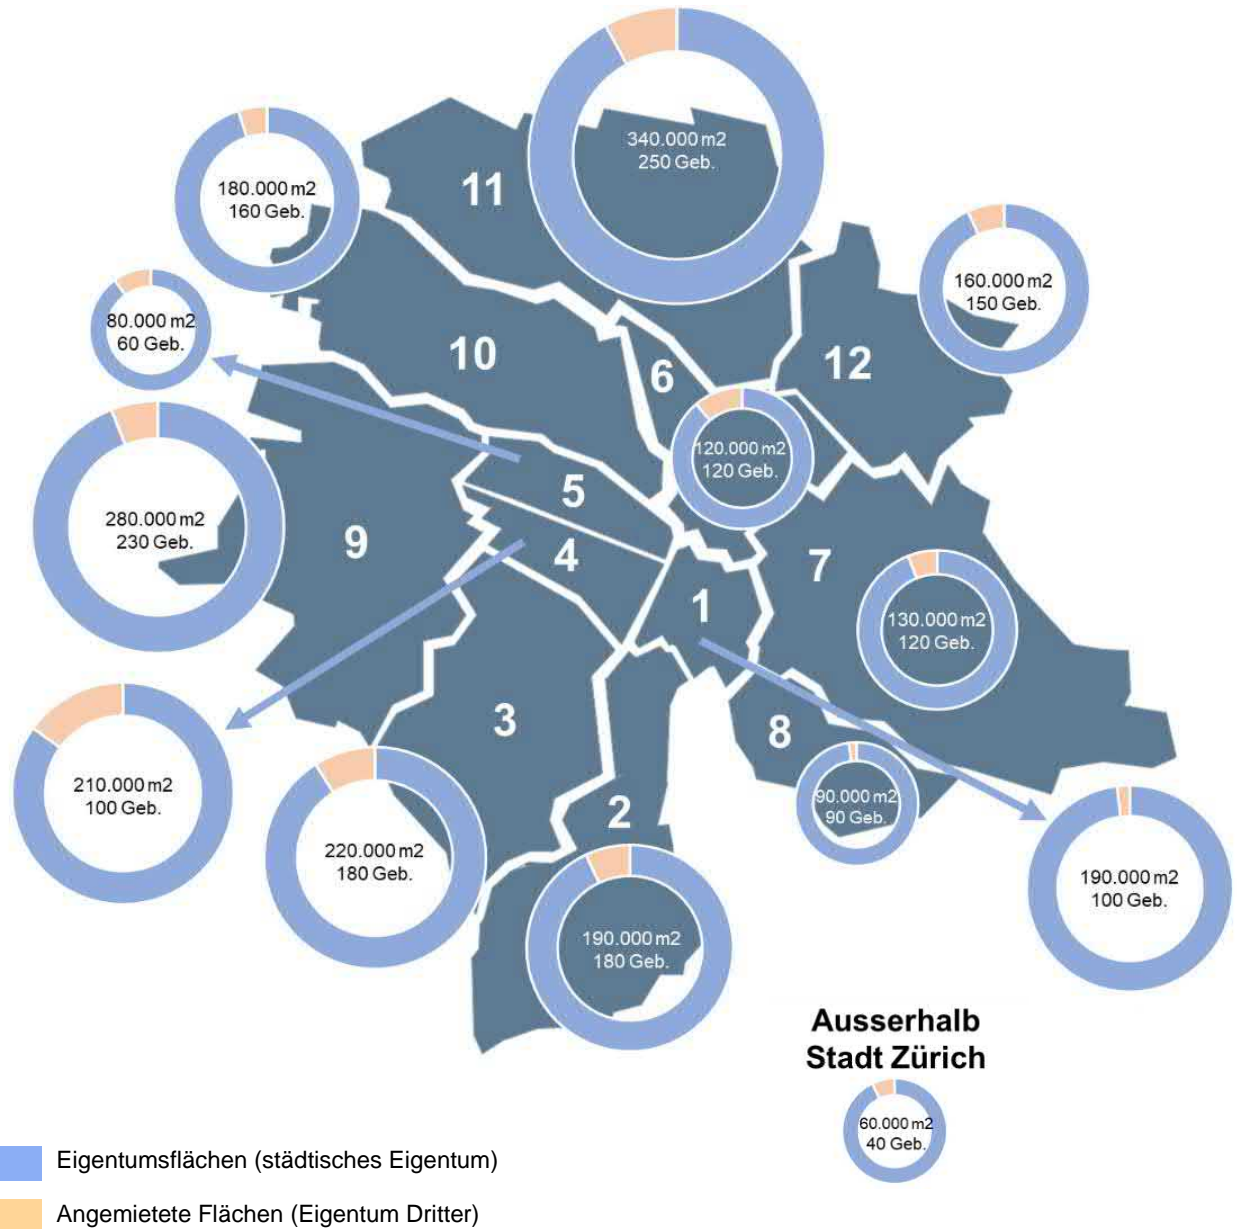 340.000 m2
250 Geb.
11
180.000 m2
160 Geb.
160.000 m2
150 Geb.
80.000 m2
60 Geb.
10
6
12
120.000 m2
120 Geb.
280.000 m2
230 Geb.
9
5
4
7
1
130.000 m2
120 Geb.
3
8
2
210.000 m2
100 Geb.
90.000 m2
90 Geb.
220.000 m2
180 Geb.
190.000 m2
100 Geb.
190.000 m2
180 Geb.
Ausserhalb
Stadt Zürich
60.000 m2
40 Geb.
Eigentumsflächen (städtisches Eigentum)
Angemietete Flächen (Eigentum Dritter)